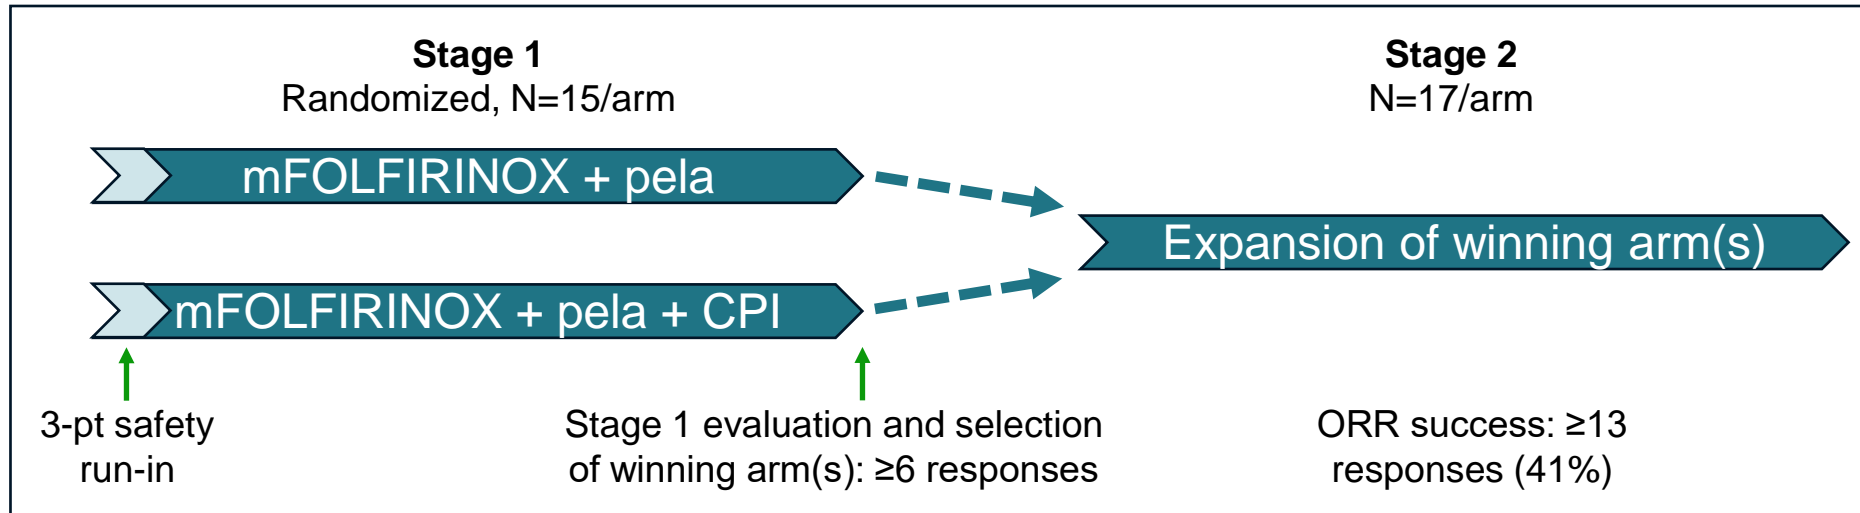 Stage 1
Randomized, N=15/arm
Stage 2
N=17/arm
mFOLFIRINOX + pela
mFOLFIRINOX + pela + CPI
Expansion of winning arm(s)
3-pt safety
run-in
Stage 1 evaluation and selection
of winning arm(s): ≥6 responses
ORR success: ≥13
responses (41%)